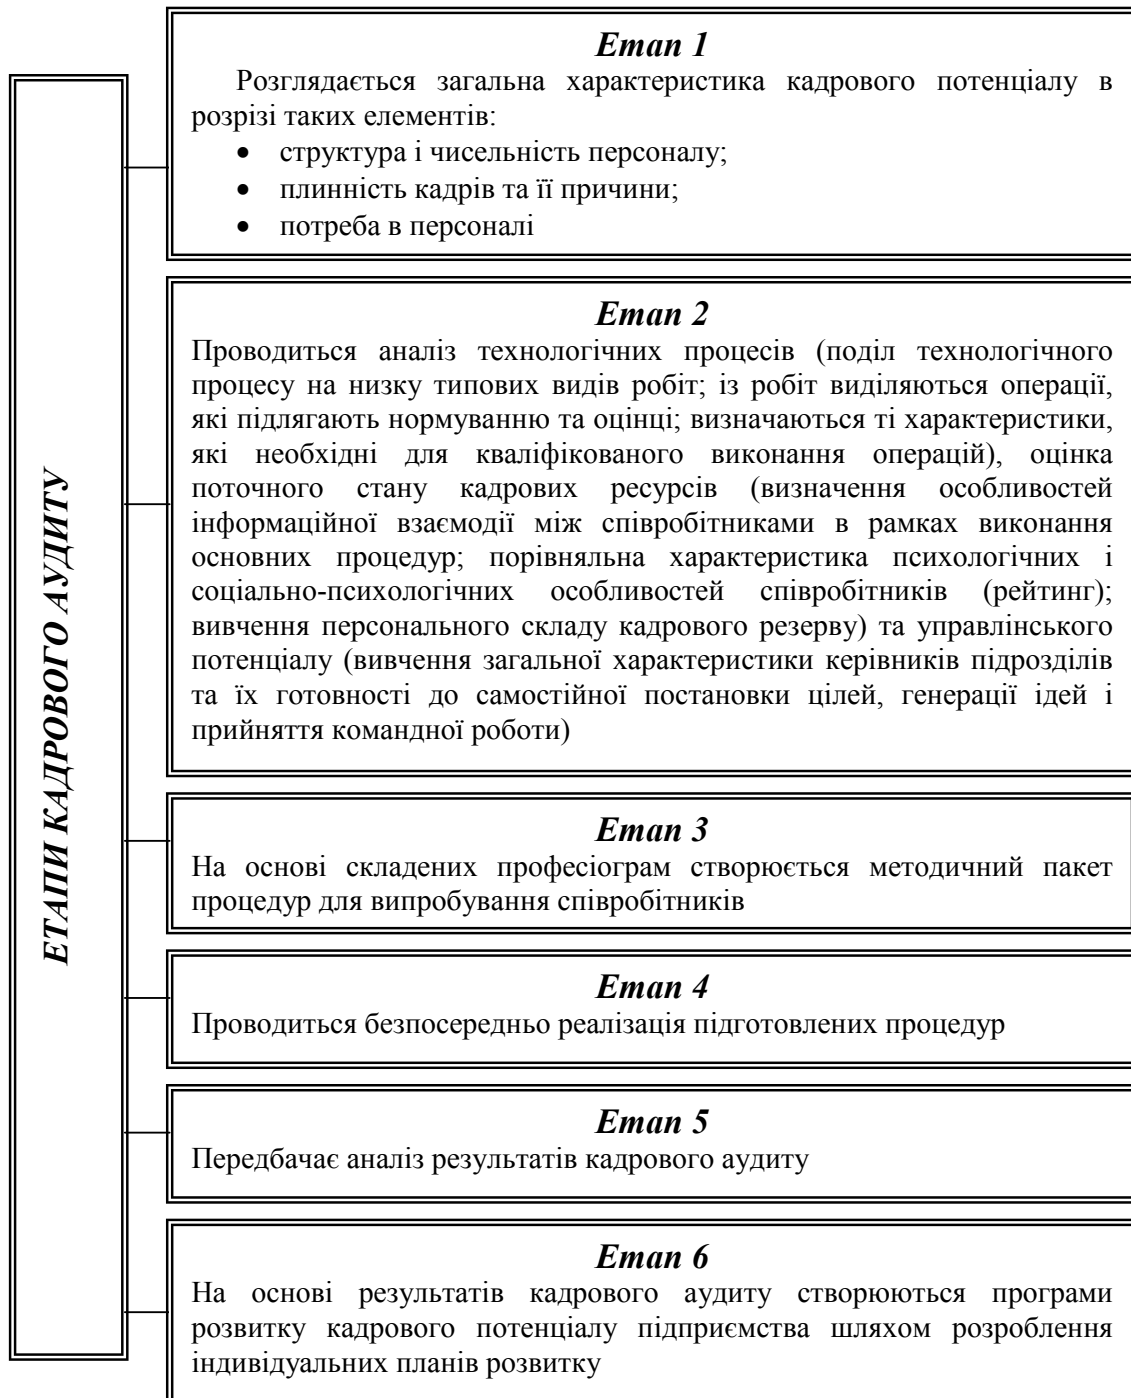 ЕТАПИ КАДРОВОГО АУДИТУ
Етап 1
Розглядається загальна характеристика кадрового потенціалу в
розрізі таких елементів:
• структура і чисельність персоналу;
• плинність кадрів та її причини;
• потреба в персоналі
Етап 2
Проводиться аналіз технологічних процесів (поділ технологічного
процесу на низку типових видів робіт; із робіт виділяються операції,
які підлягають нормуванню та оцінці; визначаються ті характеристики,
які необхідні для кваліфікованого виконання операцій), оцінка
поточного стану кадрових ресурсів (визначення особливостей
інформаційної взаємодії між співробітниками в рамках виконання
основних процедур; порівняльна характеристика психологічних і
соціально-психологічних особливостей співробітників (рейтинг);
вивчення персонального складу кадрового резерву) та управлінського
потенціалу (вивчення загальної характеристики керівників підрозділів
та їх готовності до самостійної постановки цілей, генерації ідей і
прийняття командної роботи)
Етап 3
На основі складених професіограм створюється методичний пакет
процедур для випробування співробітників
Етап 4
Проводиться безпосередньо реалізація підготовлених процедур
Етап 5
Передбачає аналіз результатів кадрового аудиту
Етап 6
На основі результатів кадрового аудиту створюються програми
розвитку кадрового потенціалу підприємства шляхом розроблення
індивідуальних планів розвитку